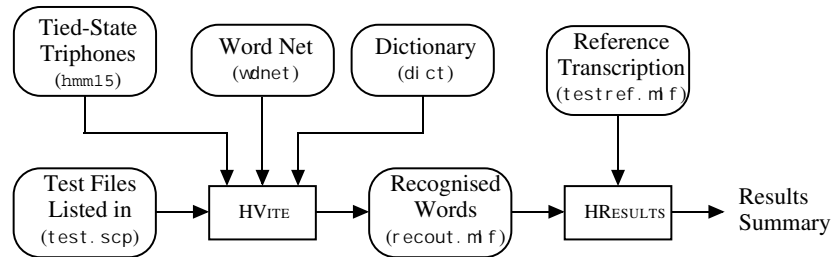 Tied-State
Triphones
(hmm15)
Word Net
(wdnet)
Dictionary
(dict)
Reference
Transcription
(testref.mlf)
Test Files
Listed in
(test.scp)
HVITE
Recognised
Words
(recout.mlf)
HRESULTS
Results
Summary